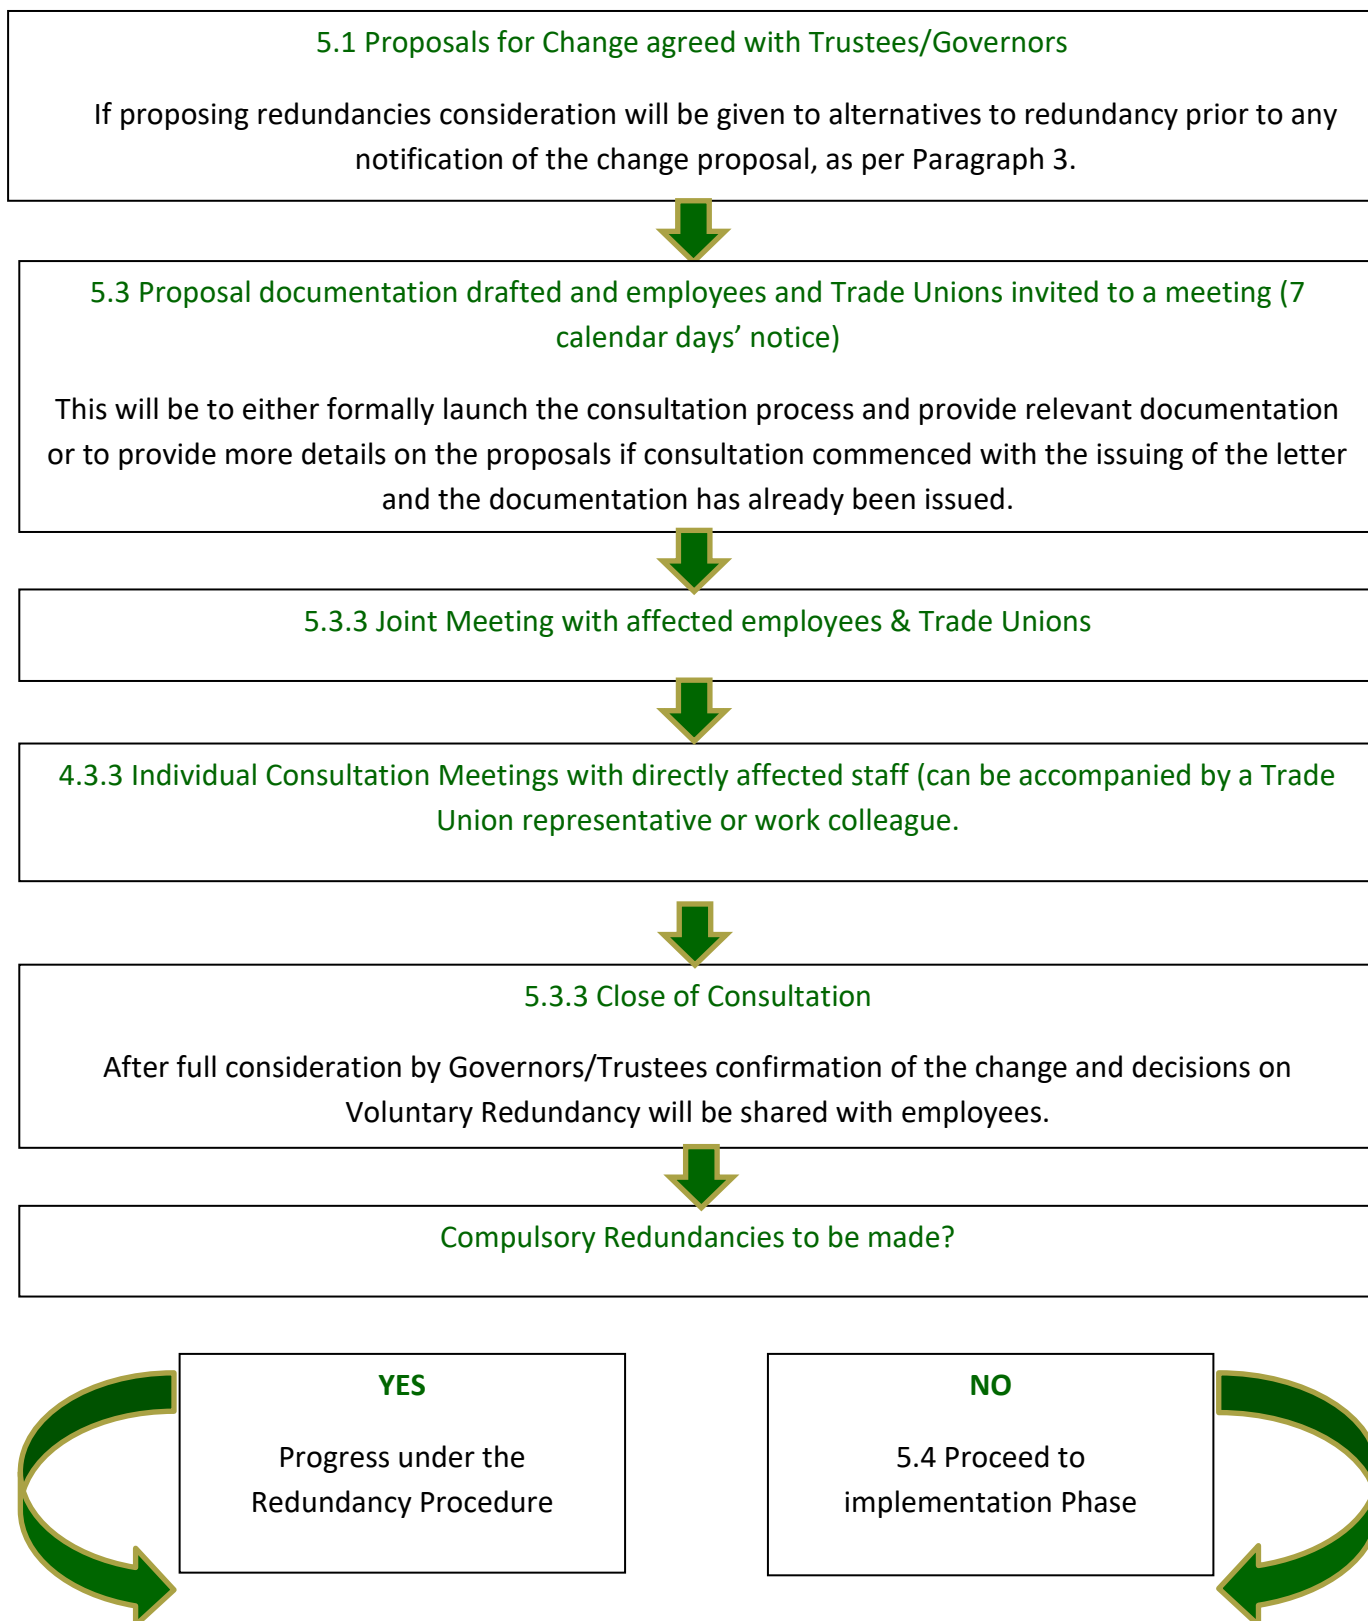 5.1 Proposals for Change agreed with Trustees/Governors
If proposing redundancies consideration will be given to alternatives to redundancy prior to any
notification of the change proposal, as per Paragraph 3.
5.3 Proposal documentation drafted and employees and Trade Unions invited to a meeting (7
calendar days’ notice)
This will be to either formally launch the consultation process and provide relevant documentation
or to provide more details on the proposals if consultation commenced with the issuing of the letter
and the documentation has already been issued.
5.3.3 Joint Meeting with affected employees & Trade Unions
4.3.3 Individual Consultation Meetings with directly affected staff (can be accompanied by a Trade
Union representative or work colleague.
5.3.3 Close of Consultation
After full consideration by Governors/Trustees confirmation of the change and decisions on
Voluntary Redundancy will be shared with employees.
Compulsory Redundancies to be made?
YES
Progress under the
Redundancy Procedure
NO
5.4 Proceed to
implementation Phase